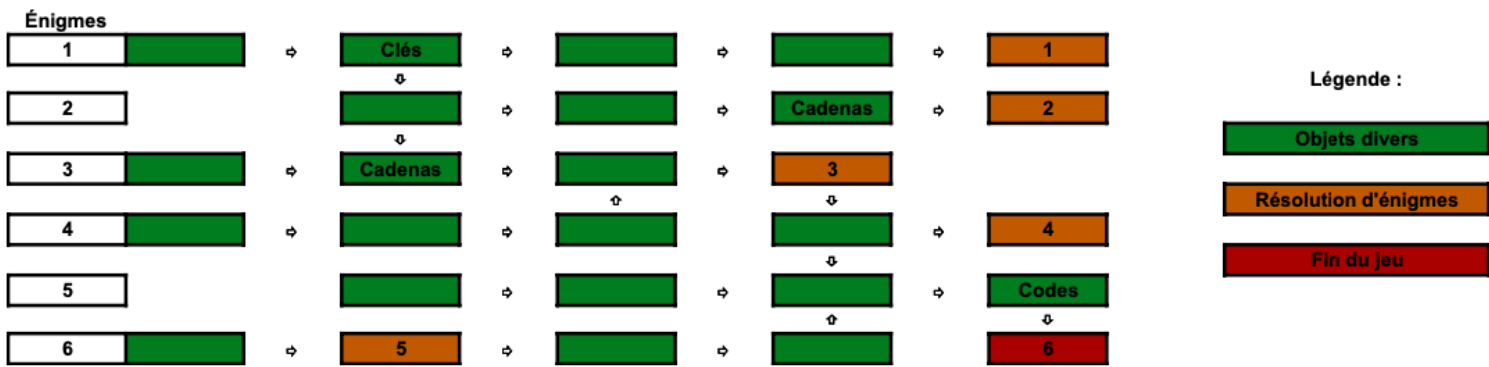 Énigmes
1 Clés 1
Légende :
2 Cadenas 2
Objets divers
3 Cadenas 3
Résolution d'énigmes
4 4
Fin du jeu
5 Codes
6 5 6